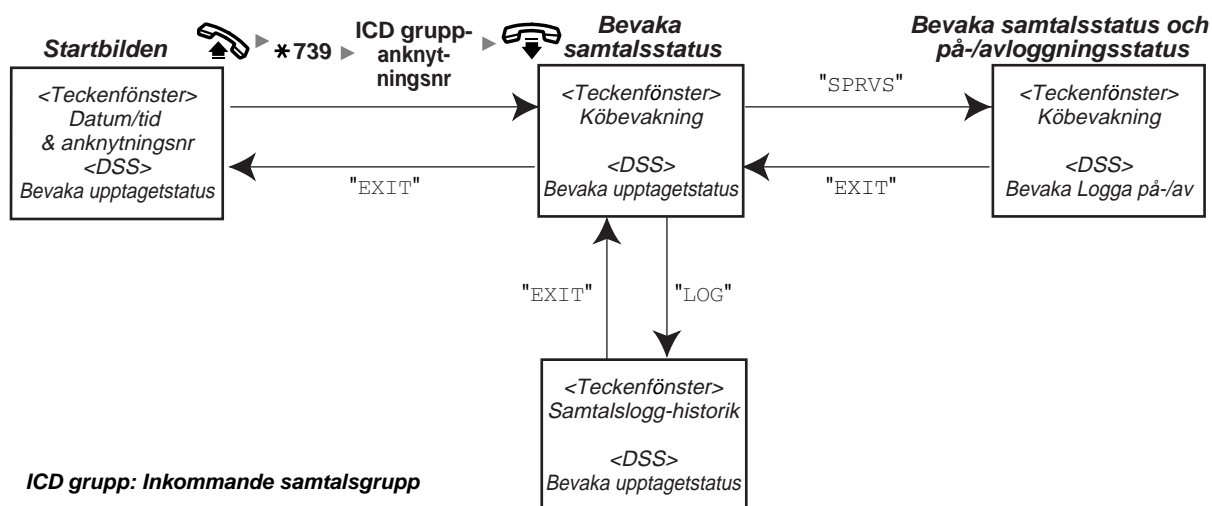 Startbilden
✱739
ICD grupp-
anknyt-
ningsnr
Bevaka
samtalsstatus
Bevaka samtalsstatus och
på-/avloggningsstatus
<Teckenfönster>
Datum/tid
& anknytningsnr
<DSS>
Bevaka upptagetstatus
"EXIT"
<Teckenfönster>
Köbevakning
<DSS>
Bevaka upptagetstatus
"SPRVS"
"EXIT"
<Teckenfönster>
Köbevakning
<DSS>
Bevaka Logga på-/av
"EXIT"
"LOG"
<Teckenfönster>
Samtalslogg-historik
<DSS>
Bevaka upptagetstatus
ICD grupp: Inkommande samtalsgrupp